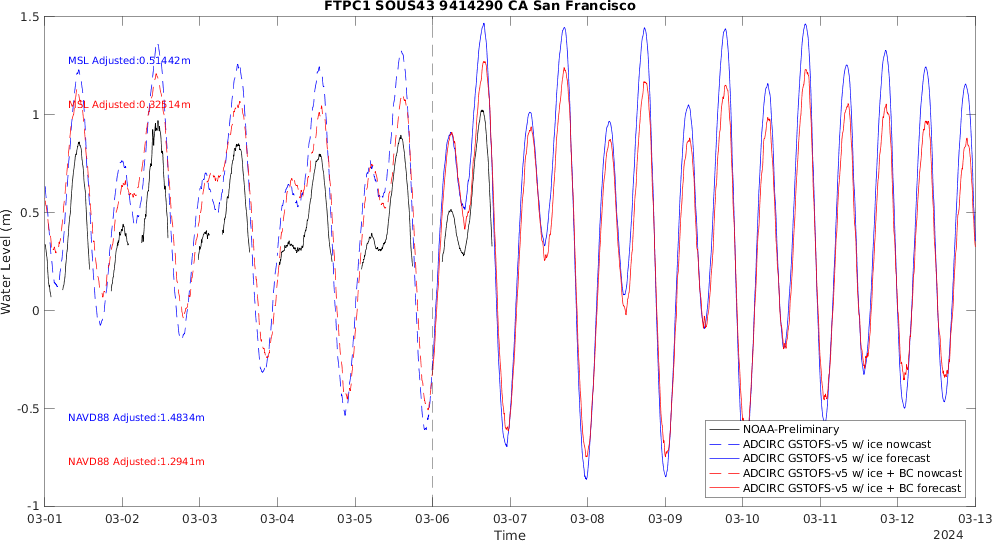 FTPC1 SOUS43 9414290 CA San Francisco
1.5
MSL Adjusted:0.51442m
MSL Adjusted:0.32514m
1
0.5
Water Level (m)
0
-0.5
NAVD88 Adjusted:1.4834m
NAVD88 Adjusted:1.2941m
NOAA-Preliminary
ADCIRC GSTOFS-v5 w/ ice nowcast
ADCIRC GSTOFS-v5 w/ ice forecast
ADCIRC GSTOFS-v5 w/ ice + BC nowcast
ADCIRC GSTOFS-v5 w/ ice + BC forecast
-1
03-01 03-02 03-03 03-04 03-05 03-06 03-07 03-08 03-09 03-10 03-11 03-12 03-13
Time
2024